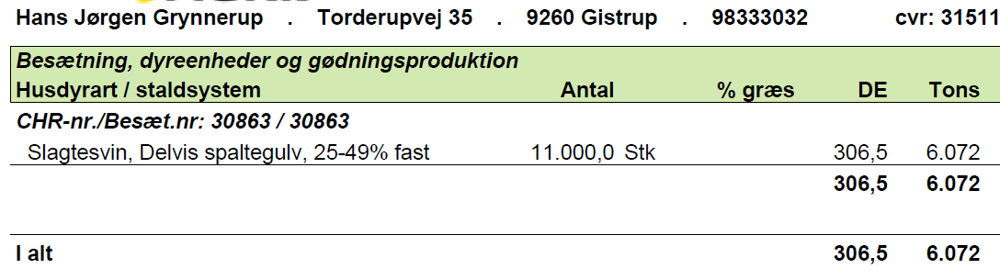 Hans Jørgen Grynnerup . Torderupvej 35 . 9260 Gistrup . 98333032 cvr: 31511
Besætning, dyreenheder og gødningsproduktion
Husdyrart / staldsystem Antal % græs DE Tons
CHR-nr./Besæt.nr: 30863 / 30863
Slagtesvin, Delvis spaltegulv, 25-49% fast 11.000,0 Stk 306,5 6.072
306,5 6.072
I alt 306,5 6.072